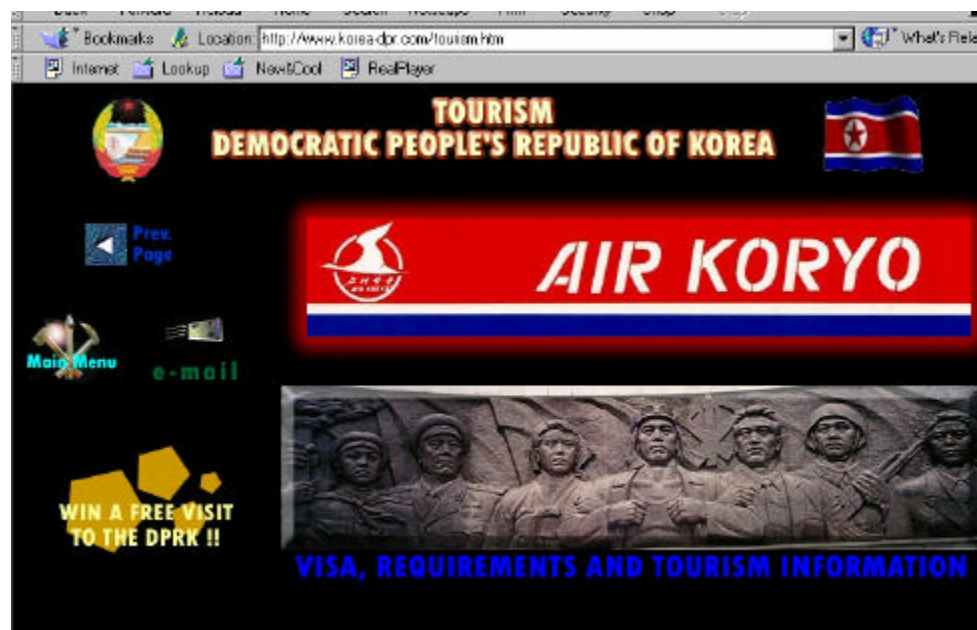 Bookmarks Location: http://www.korea-dpr.com/tourism.htm What's Rela
Internet Lookup New&Cool RealPlayer
TOURISM
DEMOCRATIC PEOPLE'S REPUBLIC OF KOREA
Prev.
Page
AIR KORYO
AIR KORYO
Main Menu
e-mail
WIN A FREE VISIT
TO THE DPRK !!
VISA, REQUIREMENTS AND TOURISM INFORMATION